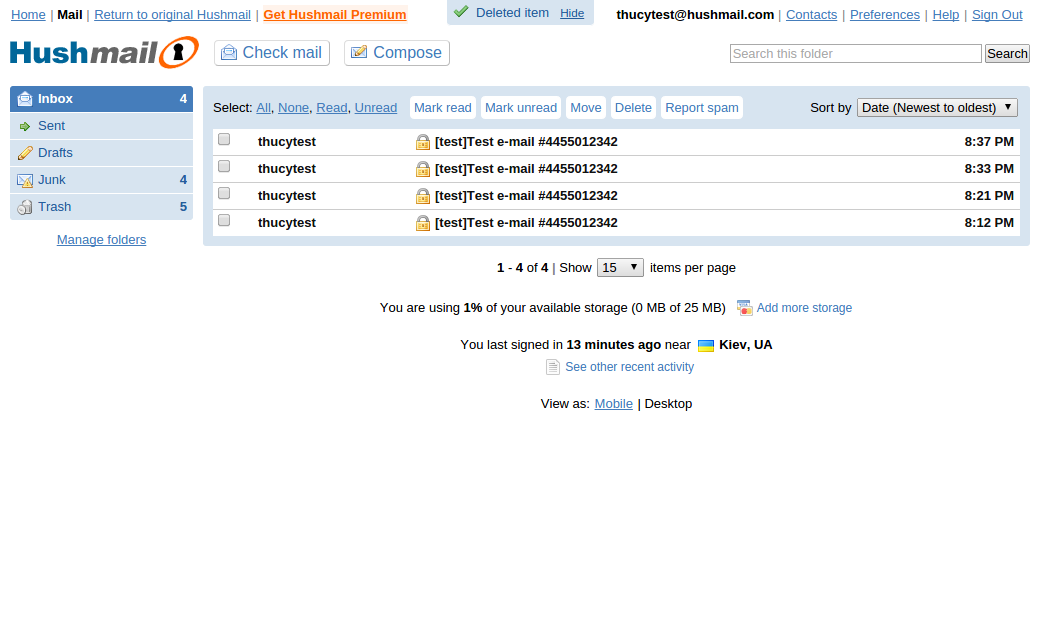 Home | Mail | Return to original Hushmail | Get Hushmail Premium
Deleted item Hide
thucytest@hushmail.com | Contacts | Preferences | Help | Sign Out
Hushmail
Check mail
Compose
Search this folder
Search
Inbox 4
Sent
Drafts
Junk 4
Trash 5
Manage folders
Select: All, None, Read, Unread Mark read Mark unread Move Delete Report spam Sort by Date (Newest to oldest)
thucytest [test]Test e-mail #4455012342 8:37 PM
thucytest [test]Test e-mail #4455012342 8:33 PM
thucytest [test]Test e-mail #4455012342 8:21 PM
thucytest [test]Test e-mail #4455012342 8:12 PM
1 - 4 of 4 | Show 15 items per page
You are using 1% of your available storage (0 MB of 25 MB) Add more storage
You last signed in 13 minutes ago near Kiev, UA
See other recent activity
View as: Mobile | Desktop